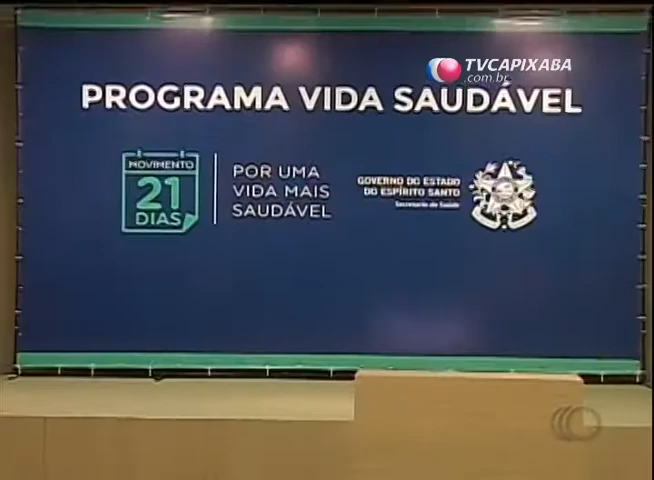 TVCAPIXABA
.com.br
PROGRAMA VIDA SAUDÁVEL
MOVIMENTO
21
DIAS
POR UMA
VIDA MAIS
SAUDÁVEL
GOVERNO DO ESTADO
DO ESPÍRITO SANTO
Secretaria da Saúde